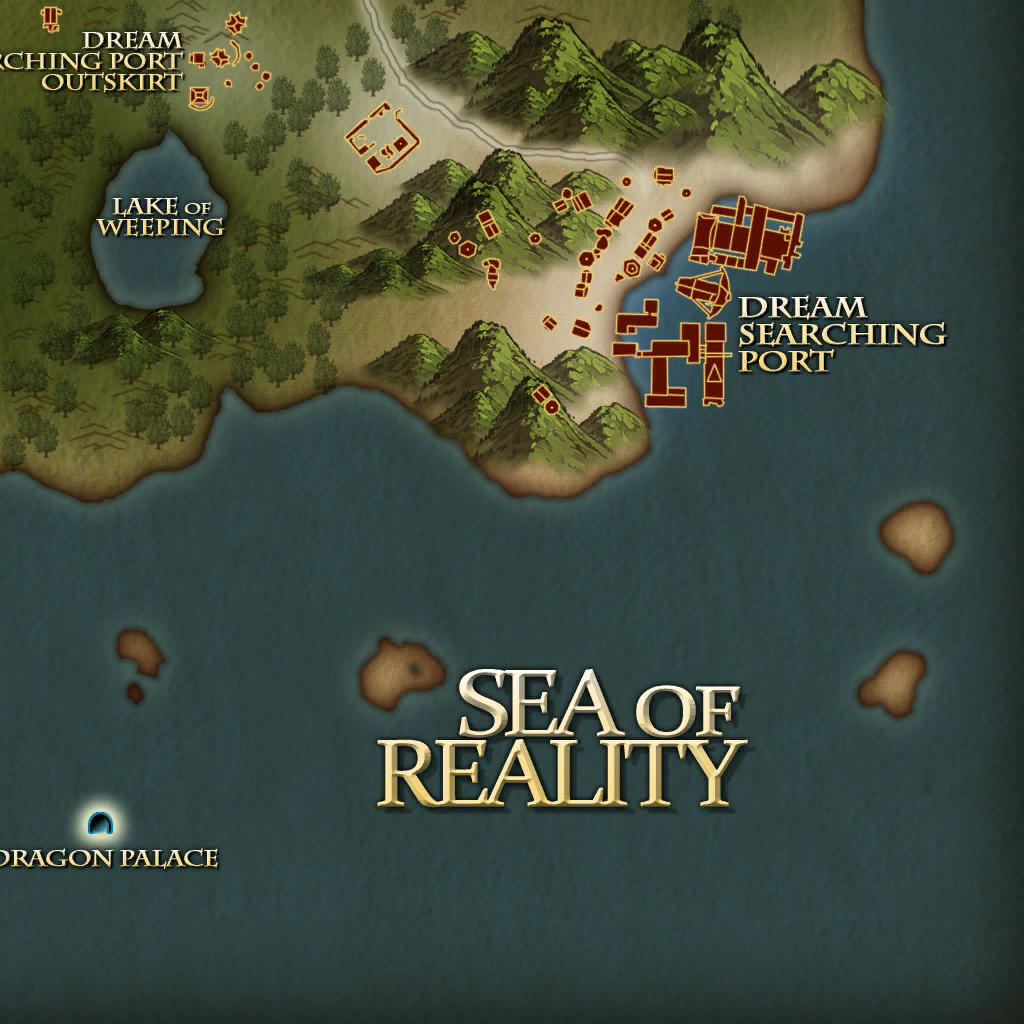 DREAM
RCHING PORT
OUTSKIRT
LAKE OF
WEEPING
DREAM
SEARCHING
PORT
SEA OF
REALITY
DRAGON PALACE